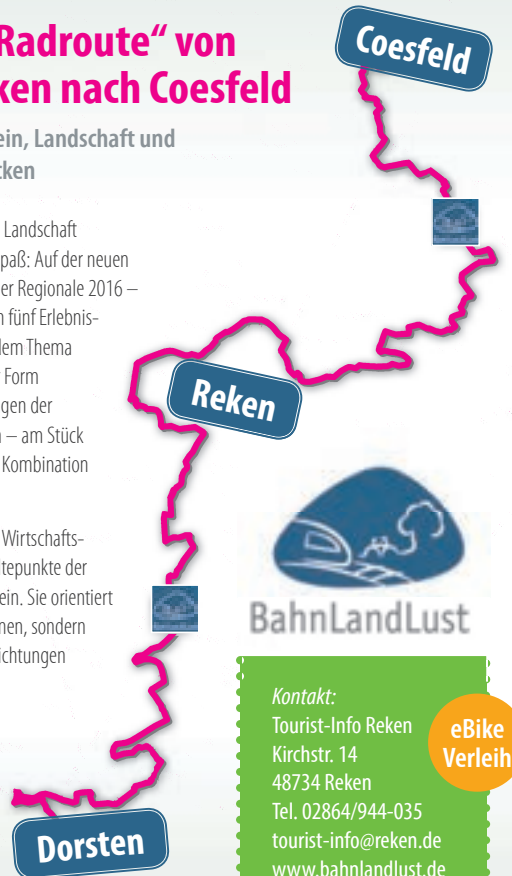 Radroute“ von
ken nach Coesfeld
ein, Landschaft und
cken
Landschaft
paß: Auf der neuen
er Regionale 2016 –
n fünf Erlebnis-
dem Thema
Form
gen der
– am Stück
Kombination
Wirtschafts-
ltepunkte der
ein. Sie orientiert
nen, sondern
ichtungen
Coesfeld
Reken
Dorsten
BahnLandLust
Kontakt:
Tourist-Info Reken
Kirchstr. 14
48734 Reken
Tel. 02864/944-035
tourist-info@reken.de
www.bahnlandlust.de
eBike
Verleih